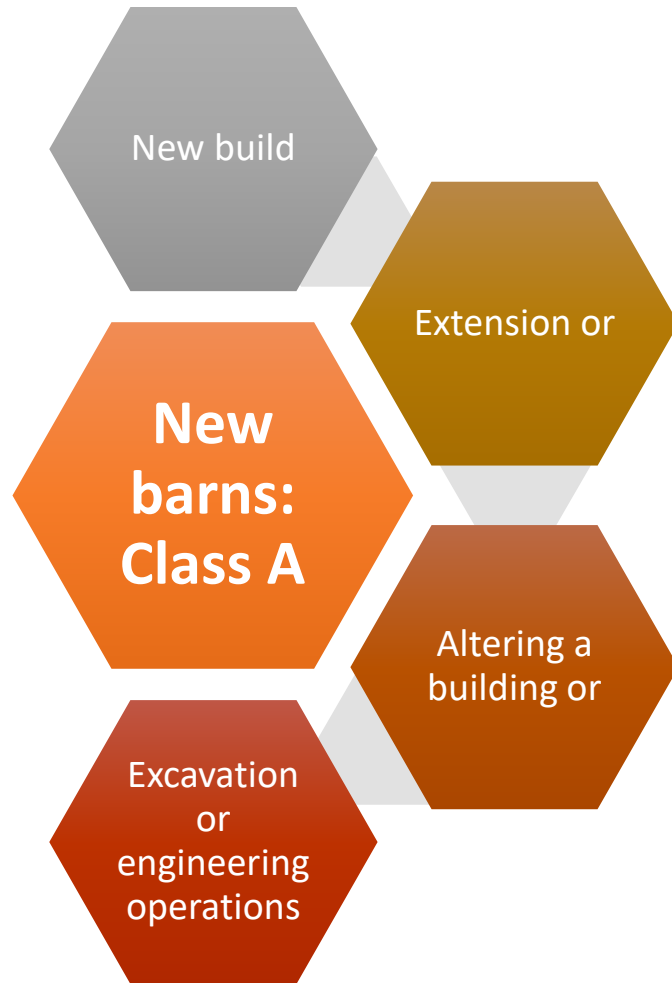 New build
Extension or
New
barns:
Class A
Altering a
building or
Excavation
or
engineering
operations